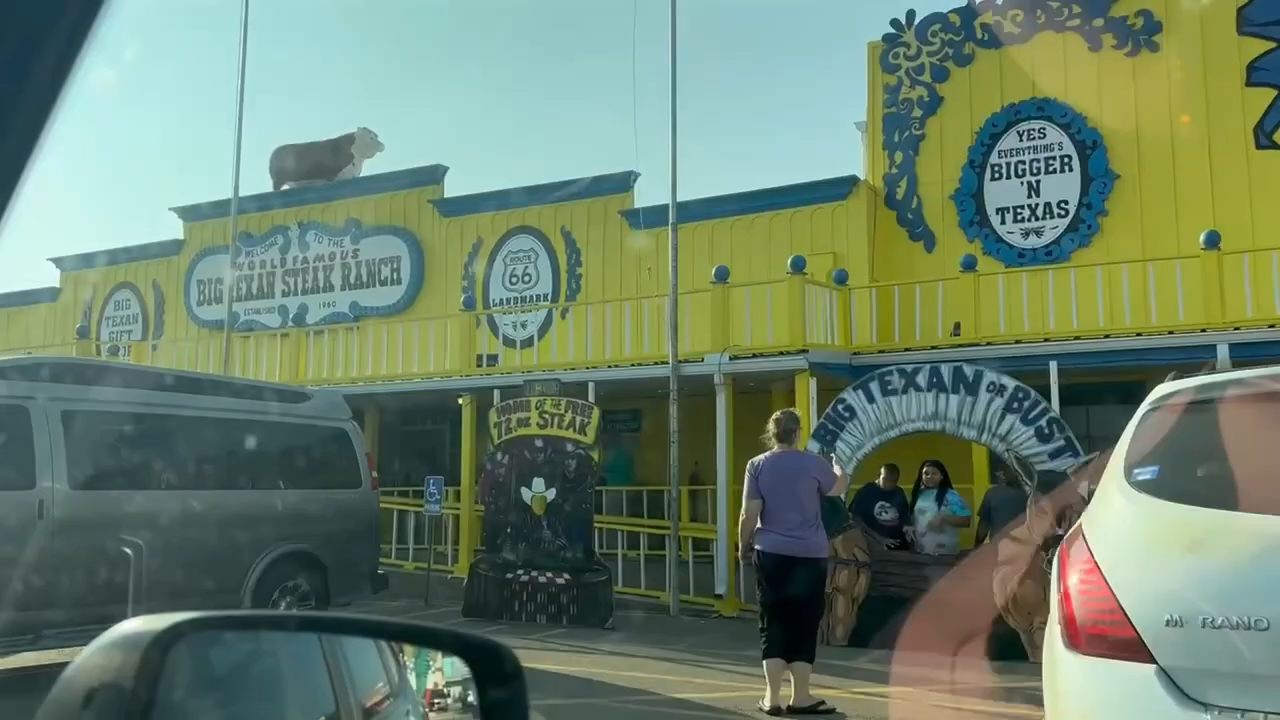 WELCOME TO THE
WORLD FAMOUS
BIG TEXAN STEAK RANCH
ESTABLISHED 1960
BIG
TEXAN
GIFT
ROUTE
66
LANDMARK
YES
EVERYTHING'S
BIGGER
'N
TEXAS
HOME OF THE FREE
72.OZ STEAK
BIG TEXAN OR BUST
M RANO